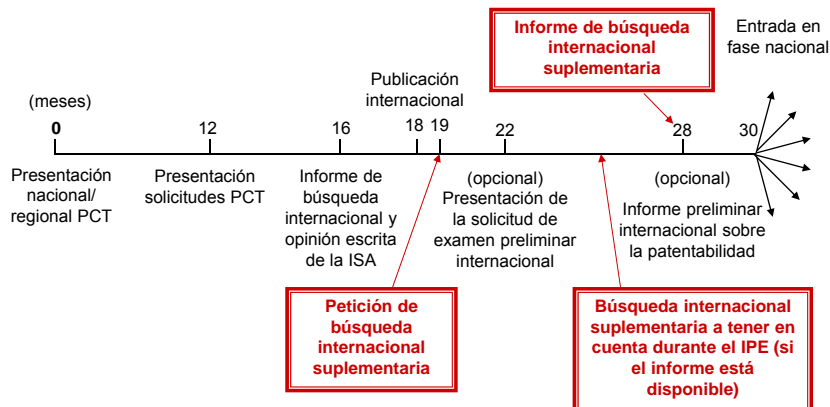 Informe de búsqueda
internacional
suplementaria
Entrada en
fase nacional
Publicación
internacional
(meses)
0
12
16
18
19
22
28
30
Presentación
nacional/
regional PCT
Presentación
solicitudes PCT
Informe de
búsqueda
internacional y
opinión escrita
de la ISA
(opcional)
Presentación de
la solicitud de
examen preliminar
internacional
(opcional)
Informe preliminar
internacional sobre
la patentabilidad
Petición de
búsqueda
internacional
suplementaria
Búsqueda internacional
suplementaria a tener en
cuenta durante el IPE (si
el informe está
disponible)